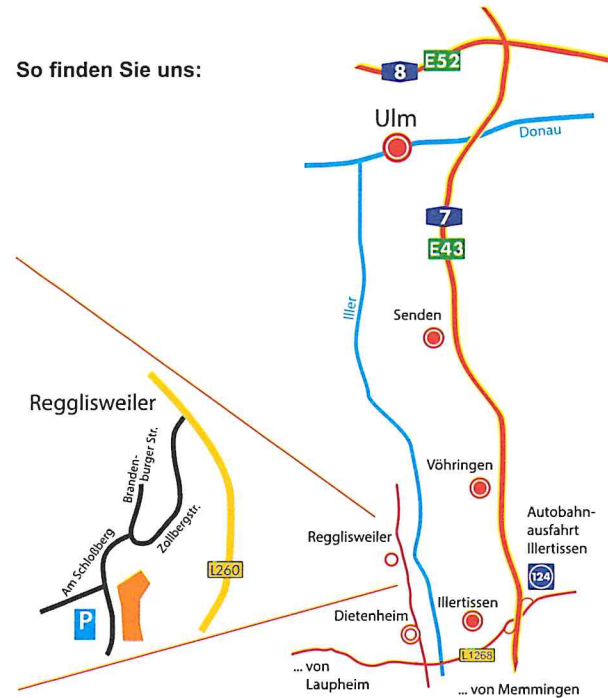 So finden Sie uns:
8
E52
Ulm
Donau
7
E43
Iller
Senden
Regglisweiler
Branden-
burger Str.
Zollbergstr.
Am Schloßberg
L260
P
Vöhringen
Autobahn-
ausfahrt
Illertissen
124
Regglisweiler
Dietenheim
Illertissen
L1268
... von
Laupheim
... von Memmingen